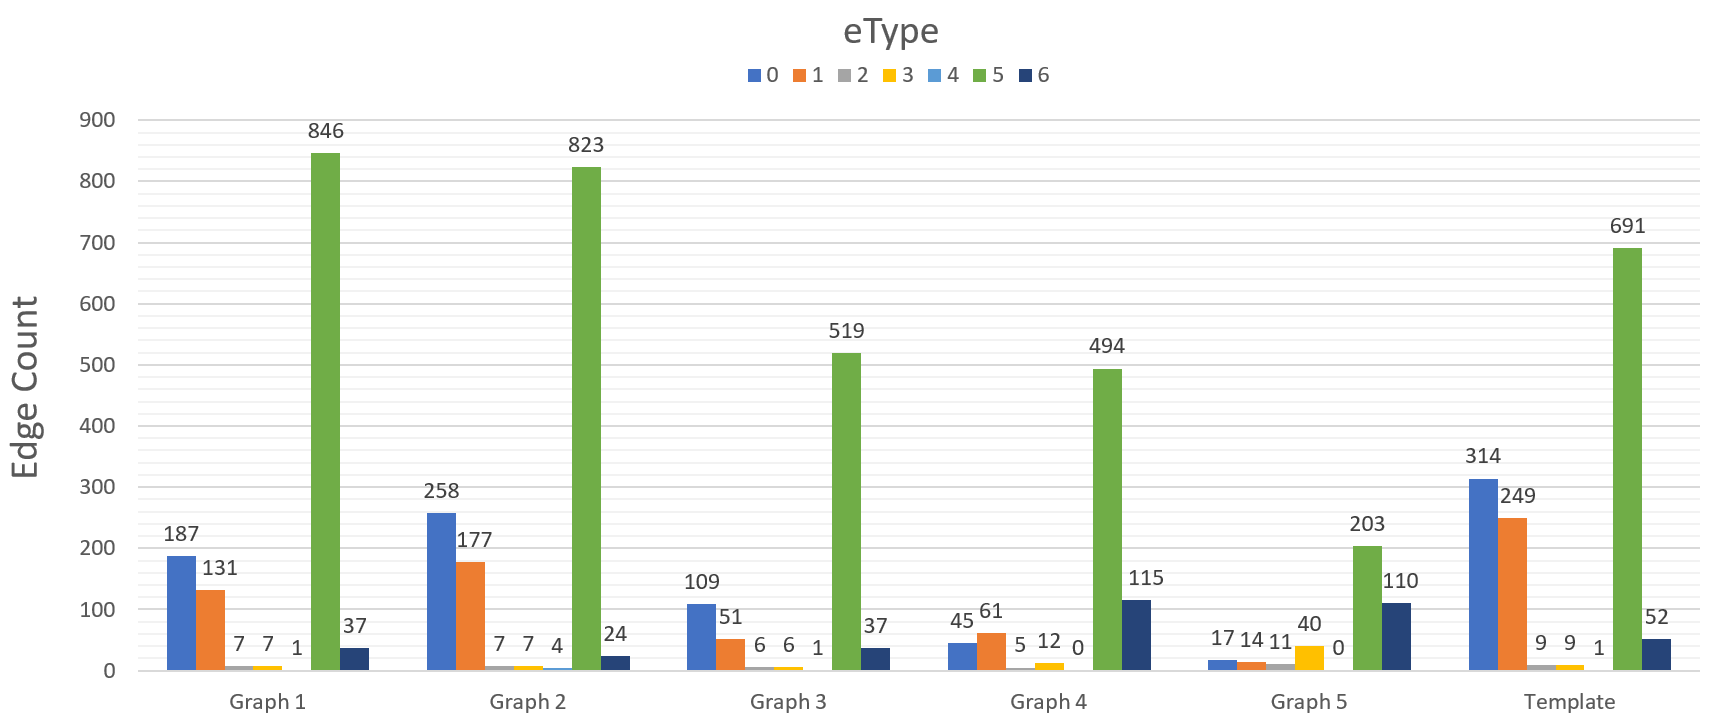 eType
0 1 2 3 4 5 6
Edge Count
900
800
700
600
500
400
300
200
100
0
187 131 7 7 1 846 37
258 177 7 7 4 823 24
109 51 6 6 1 519 37
45 61 5 12 0 494 115
17 14 11 40 0 203 110
314 249 9 9 1 691 52
Graph 1 Graph 2 Graph 3 Graph 4 Graph 5 Template